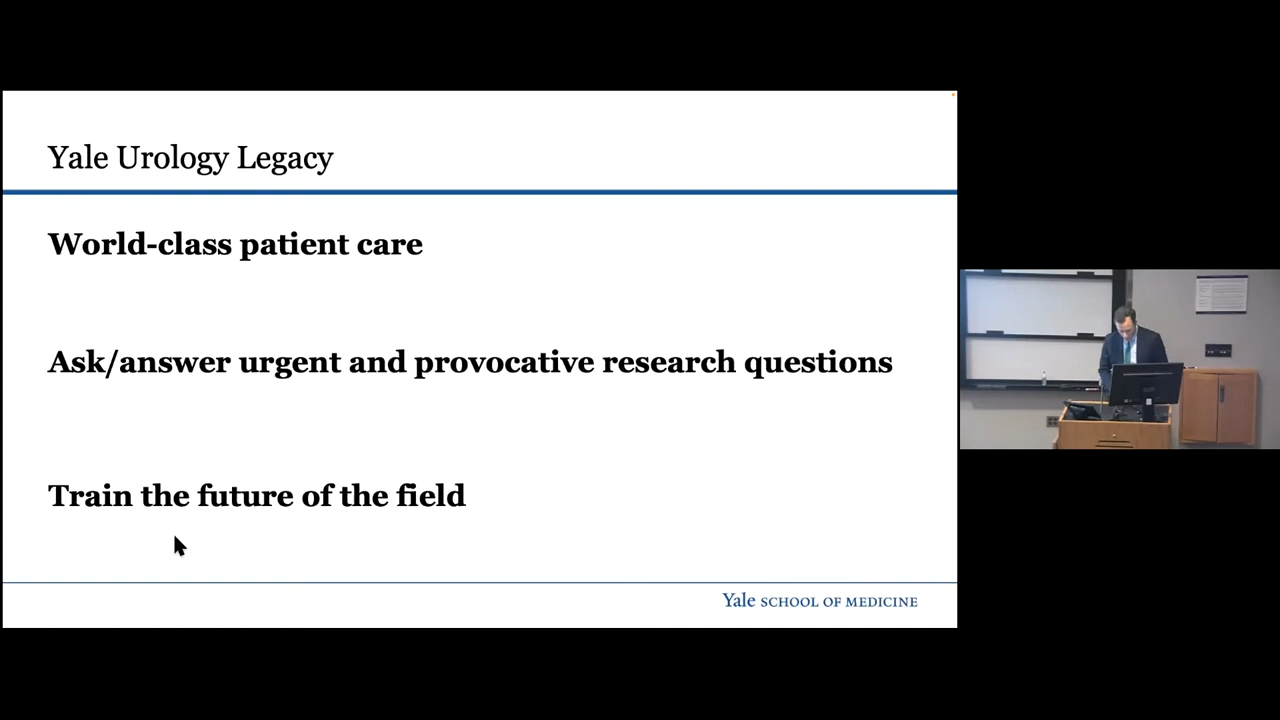 Yale Urology Legacy
World-class patient care
Ask/answer urgent and provocative research questions
Train the future of the field
Yale SCHOOL OF MEDICINE